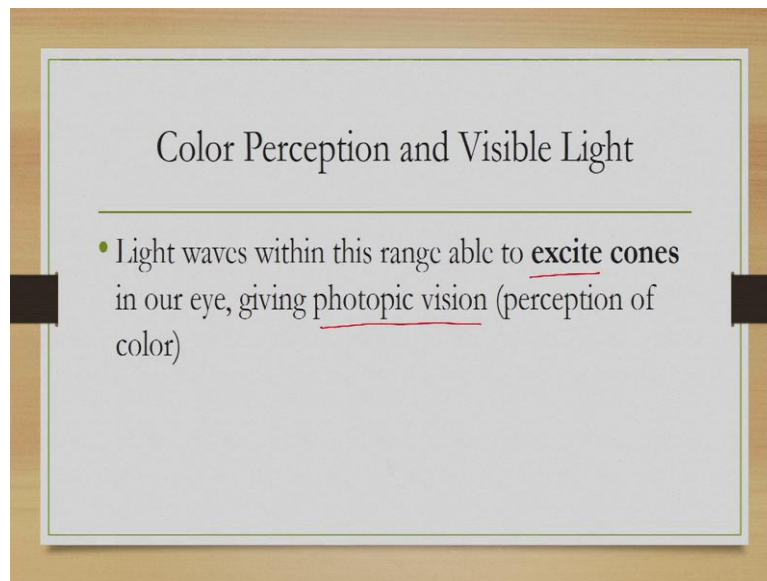 Color Perception and Visible Light
• Light waves within this range able to excite cones
in our eye, giving photopic vision (perception of
color)